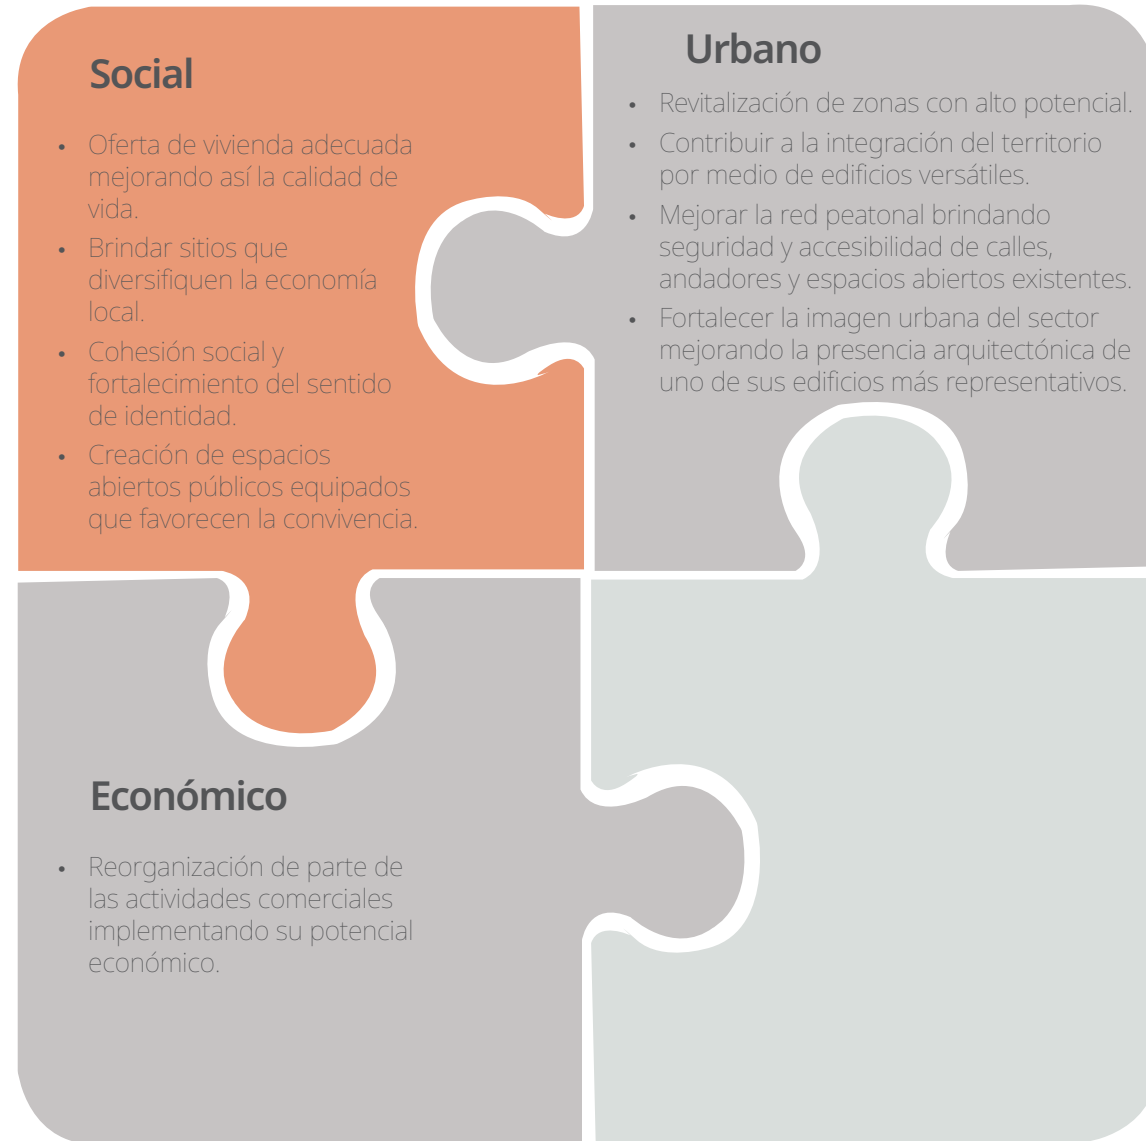 Social
• Oferta de vivienda adecuada
mejorando así la calidad de
vida.
• Brindar sitios que
diversifiquen la economía
local.
• Cohesión social y
fortalecimiento del sentido
de identidad.
• Creación de espacios
abiertos públicos equipados
que favorecen la convivencia.
Urbano
• Revitalización de zonas con alto potencial.
• Contribuir a la integración del territorio
por medio de edificios versátiles.
• Mejorar la red peatonal brindando
seguridad y accesibilidad de calles,
andadores y espacios abiertos existentes.
• Fortalecer la imagen urbana del sector
mejorando la presencia arquitectónica de
uno de sus edificios más representativos.
Económico
• Reorganización de parte de
las actividades comerciales
implementando su potencial
económico.